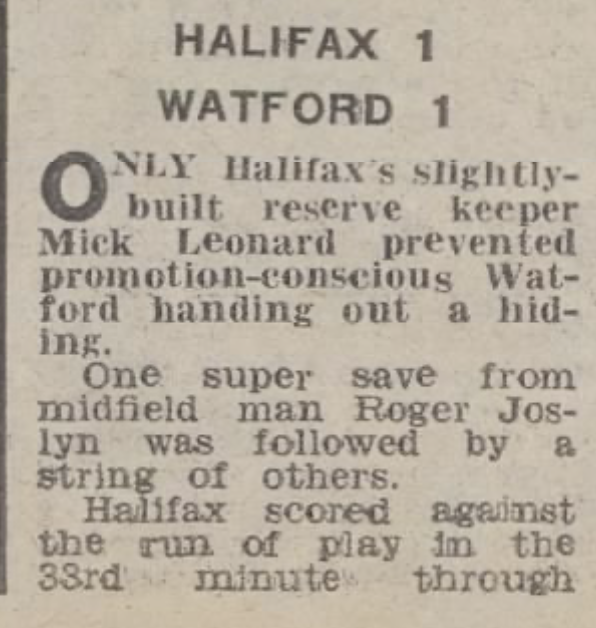 HALIFAX 1
WATFORD 1
ONLY Halifax's slightly-
built reserve keeper
Mick Leonard prevented
promotion-conscious Wat-
ford handing out a hid-
ing.
One super save from
midfield man Roger Jos-
lyn was followed by a
string of others.
Halifax scored against
the run of play in the
33rd minute through